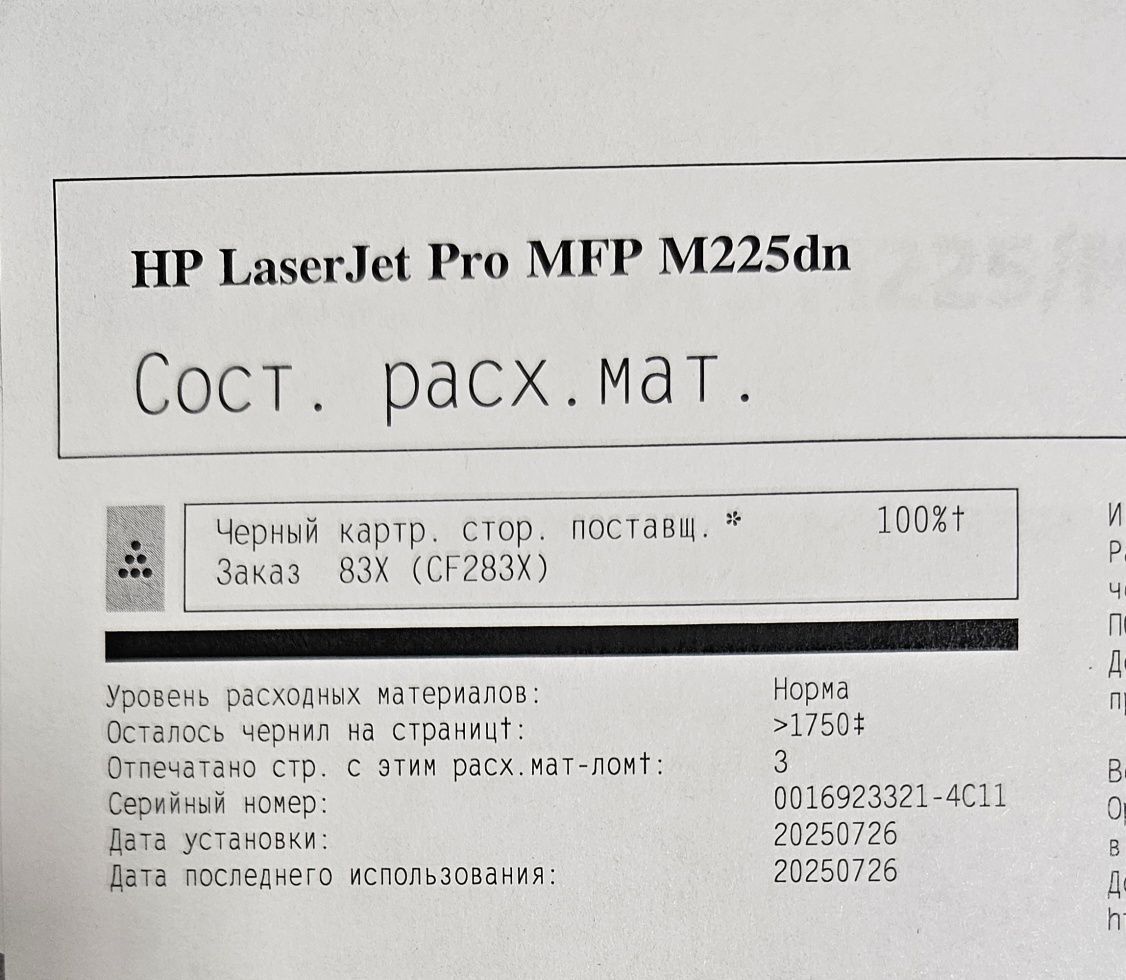 HP LaserJet Pro MFP M225dn
Сост. расх.мат.
Черный картр. стор. поставщ.* 100%†
Заказ 83X (CF283X)
Уровень расходных материалов: Норма
Осталось чернил на страниц†: >1750‡
Отпечатано стр. с этим расх.мат-лом†: 3
Серийный номер: 0016923321-4C11
Дата установки: 20250726
Дата последнего использования: 20250726